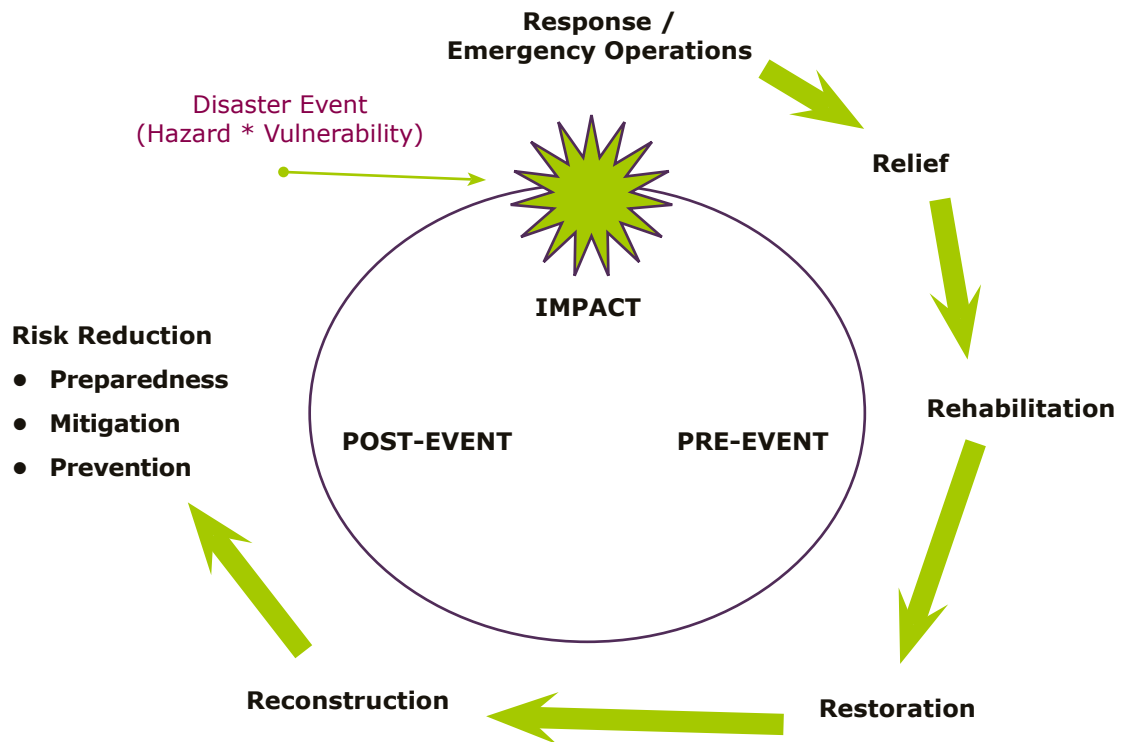 Response /
Emergency Operations
Disaster Event
(Hazard * Vulnerability)
Relief
IMPACT
Risk Reduction
● Preparedness
● Mitigation
● Prevention
Rehabilitation
POST-EVENT
PRE-EVENT
Reconstruction
Restoration